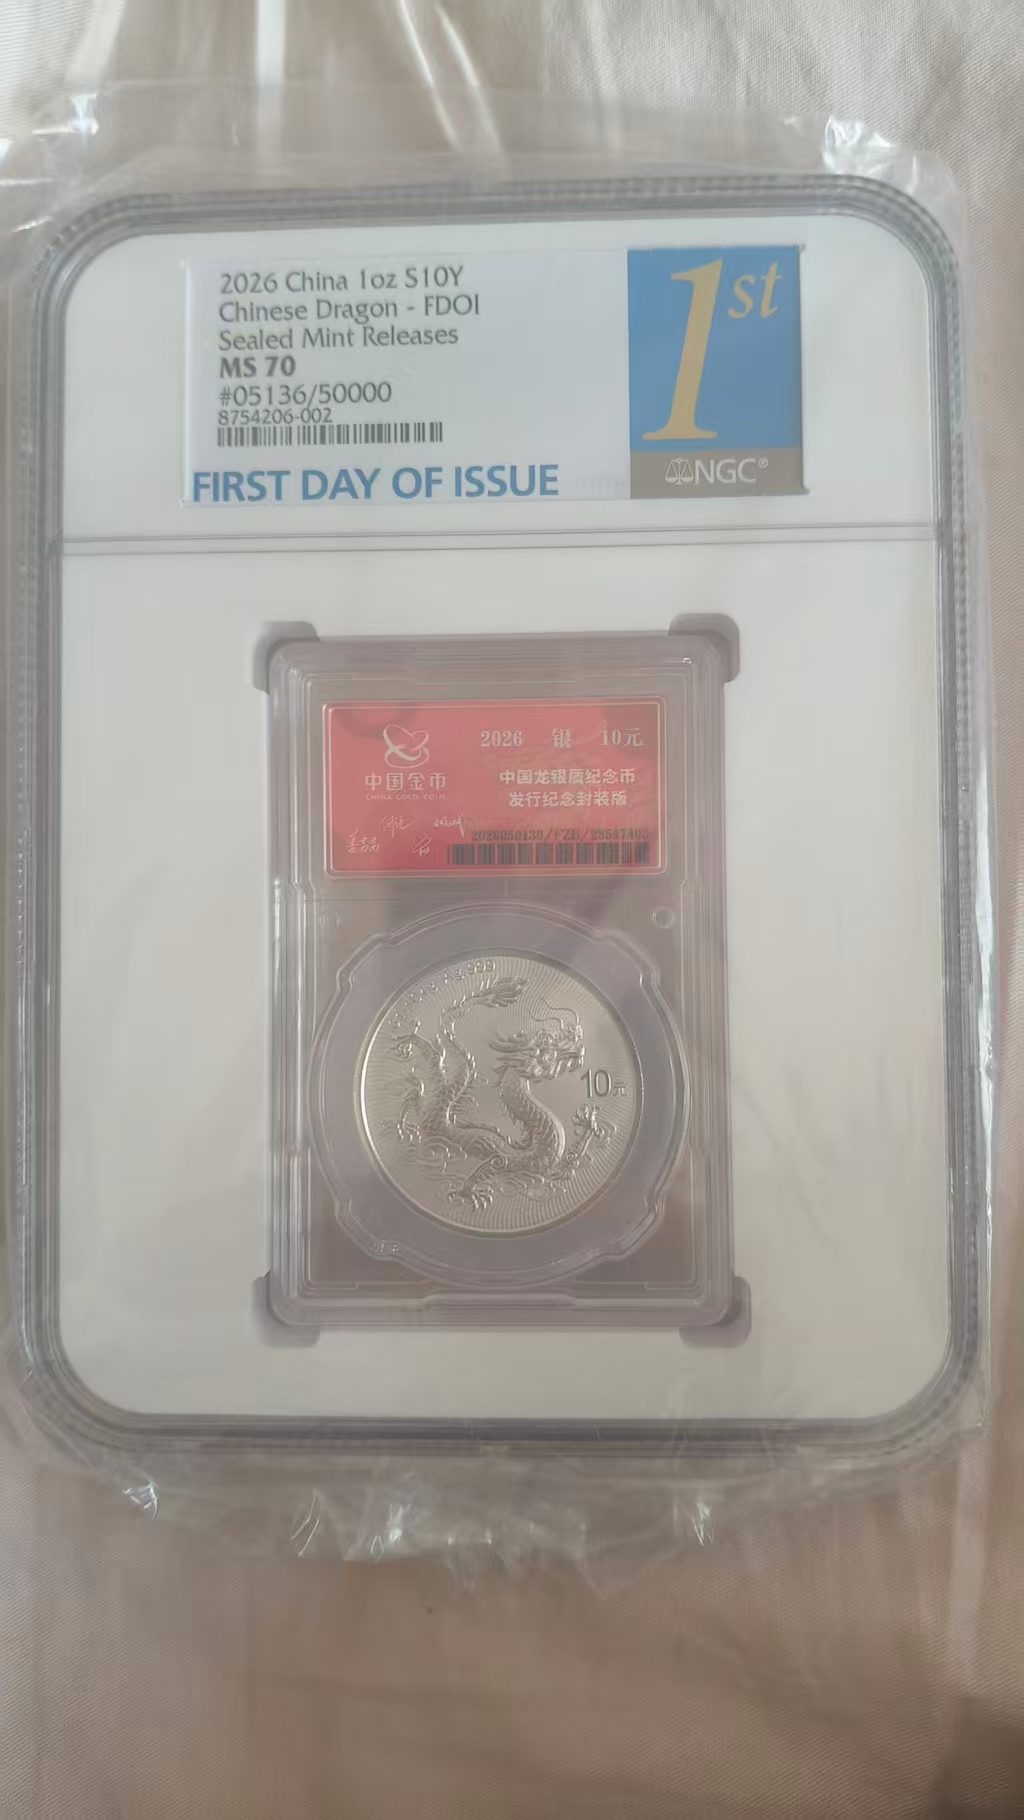 2026 China 1oz S10Y
Chinese Dragon - FDOI
Sealed Mint Releases
MS 70
#05136/50000
8754206-002
FIRST DAY OF ISSUE
1st
NGC®
2026 银 10元
中国金币
CHINA GOLD COIN
中国龙银质纪念币
发行纪念封装版
Ag.999
10元